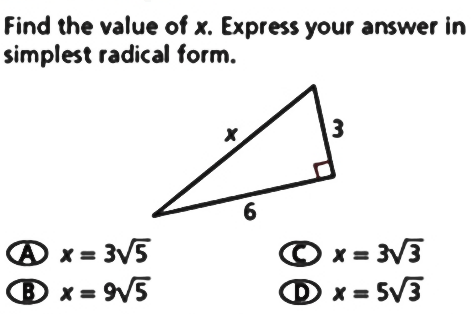 Find the value of x. Express your answer in
simplest radical form.
x
3
6
A x = 3√5
C x = 3√3
B x = 9√5
D x = 5√3